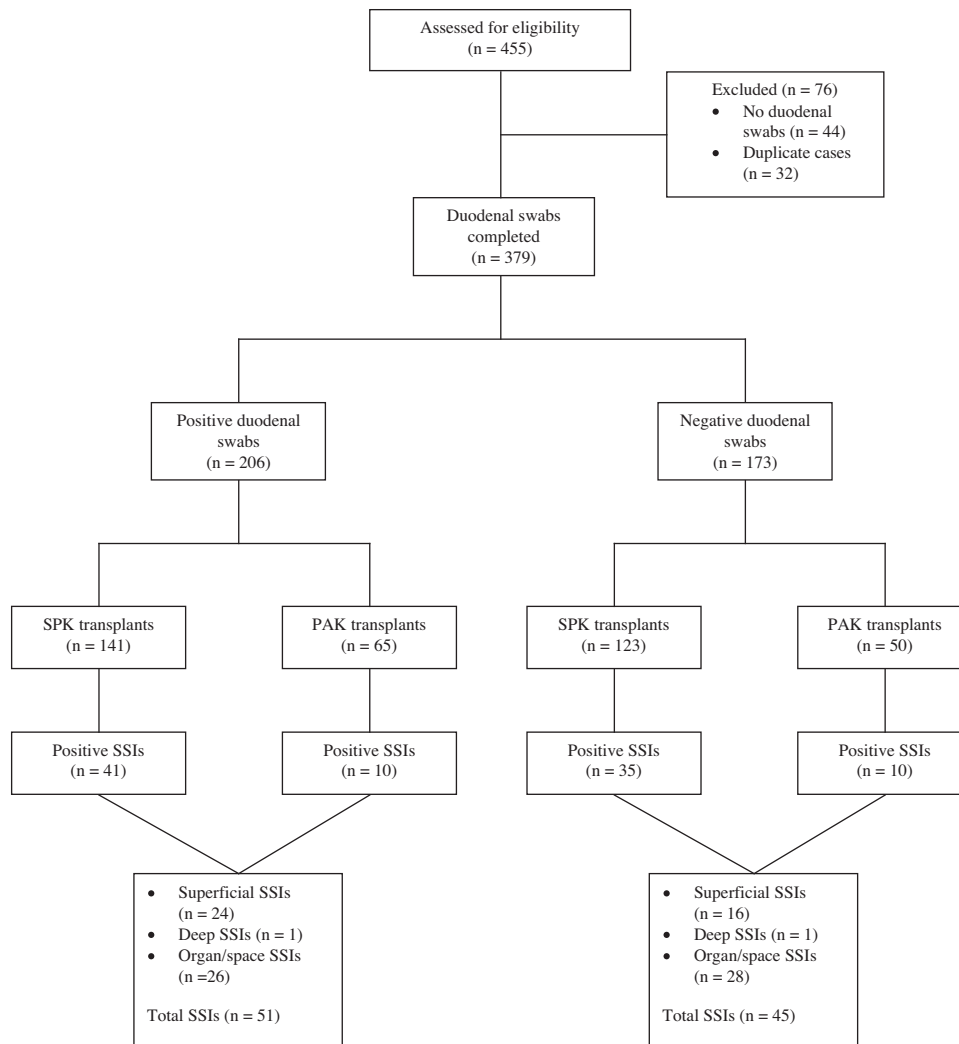 Assessed for eligibility
(n = 455)
Excluded (n = 76)
• No duodenal
swabs (n = 44)
• Duplicate cases
(n = 32)
Duodenal swabs
completed
(n = 379)
Positive duodenal
swabs
(n = 206)
Negative duodenal
swabs
(n = 173)
SPK transplants
(n = 141)
PAK transplants
(n = 65)
SPK transplants
(n = 123)
PAK transplants
(n = 50)
Positive SSIs
(n = 41)
Positive SSIs
(n = 10)
Positive SSIs
(n = 35)
Positive SSIs
(n = 10)
• Superficial SSIs
(n = 24)
• Deep SSIs (n = 1)
• Organ/space SSIs
(n =26)
Total SSIs (n = 51)
• Superficial SSIs
(n = 16)
• Deep SSIs (n = 1)
• Organ/space SSIs
(n = 28)
Total SSIs (n = 45)